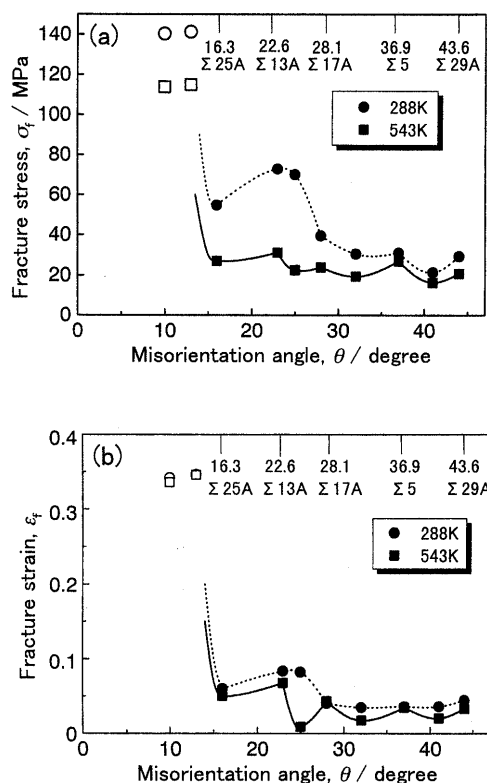 (a)
16.3 22.6 28.1 36.9 43.6
Σ 25A Σ 13A Σ 17A Σ 5 Σ 29A
288K
543K
140
120
100
80
60
40
20
0
Fracture stress, σf / MPa
0 10 20 30 40
Misorientation angle, θ / degree
(b)
16.3 22.6 28.1 36.9 43.6
Σ 25A Σ 13A Σ 17A Σ 5 Σ 29A
288K
543K
0.4
0.3
0.2
0.1
0
Fracture strain, εf
0 10 20 30 40
Misorientation angle, θ / degree